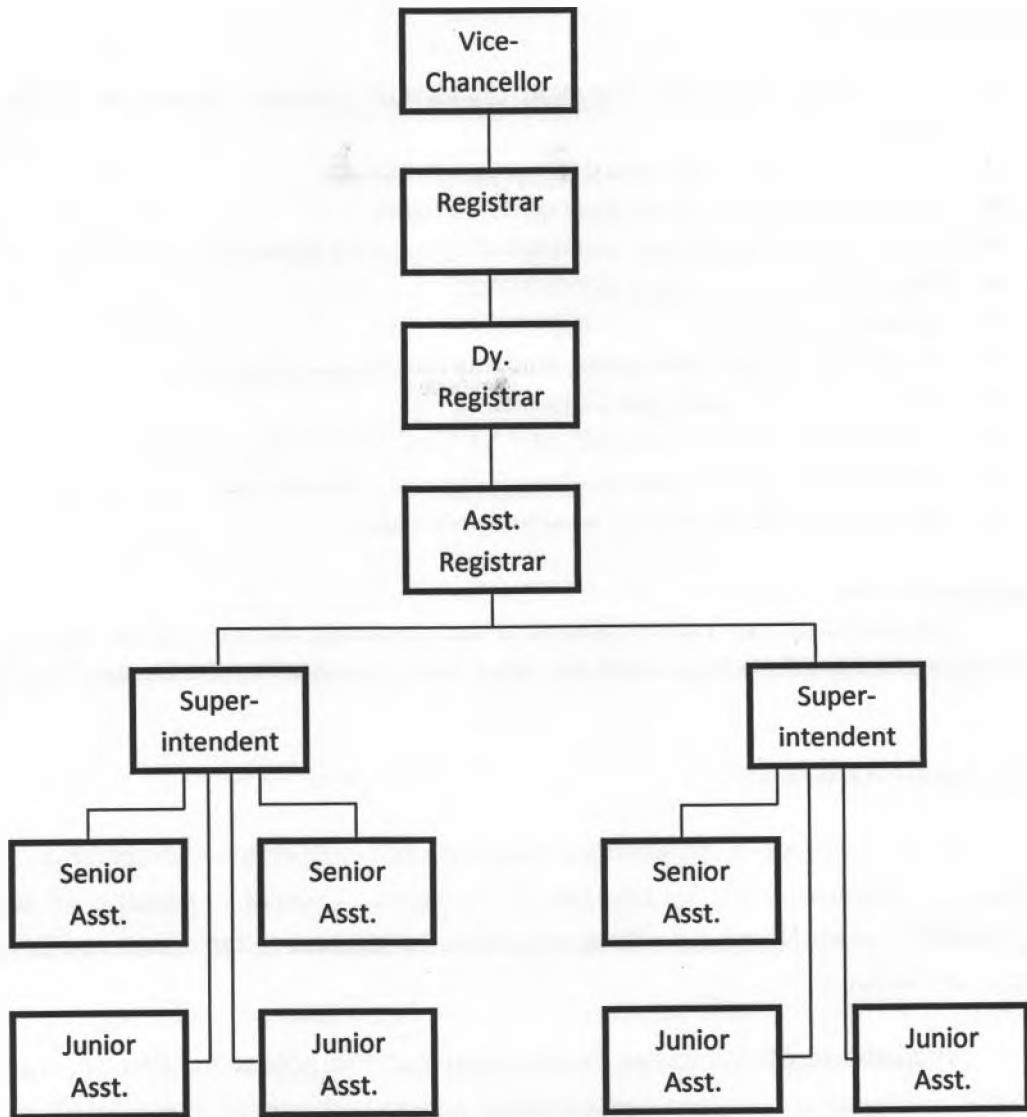 Vice-
Chancellor
Registrar
Dy.
Registrar
Asst.
Registrar
Super-
intendent
Super-
intendent
Senior
Asst.
Senior
Asst.
Senior
Asst.
Junior
Asst.
Junior
Asst.
Junior
Asst.
Junior
Asst.